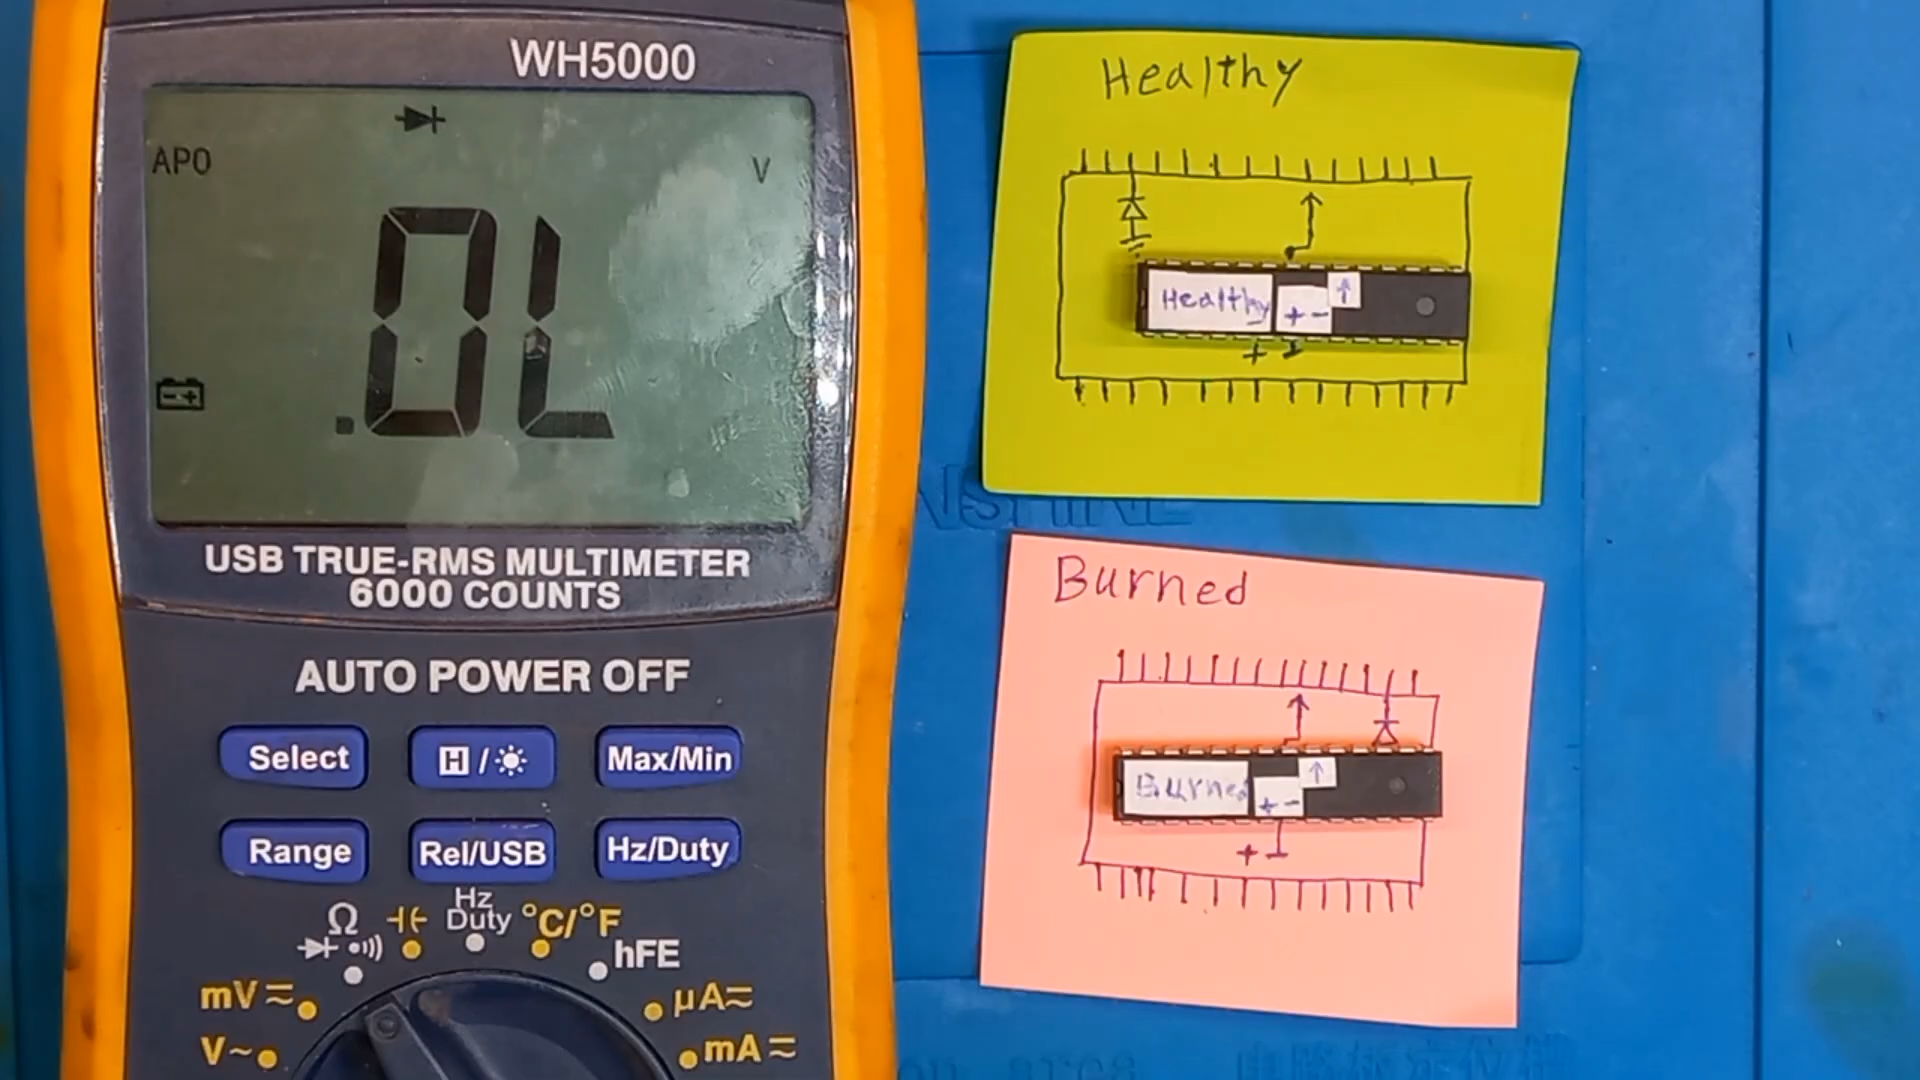 WH5000
APO
V
.OL
USB TRUE-RMS MULTIMETER
6000 COUNTS
AUTO POWER OFF
Select
H /
Max/Min
Range
Rel/USB
Hz/Duty
Ω
Hz
Duty
°C/°F
hFE
mV
µA
V~
mA
Healthy
Healthy
+ -
+
Burned
Burned
+ -
+